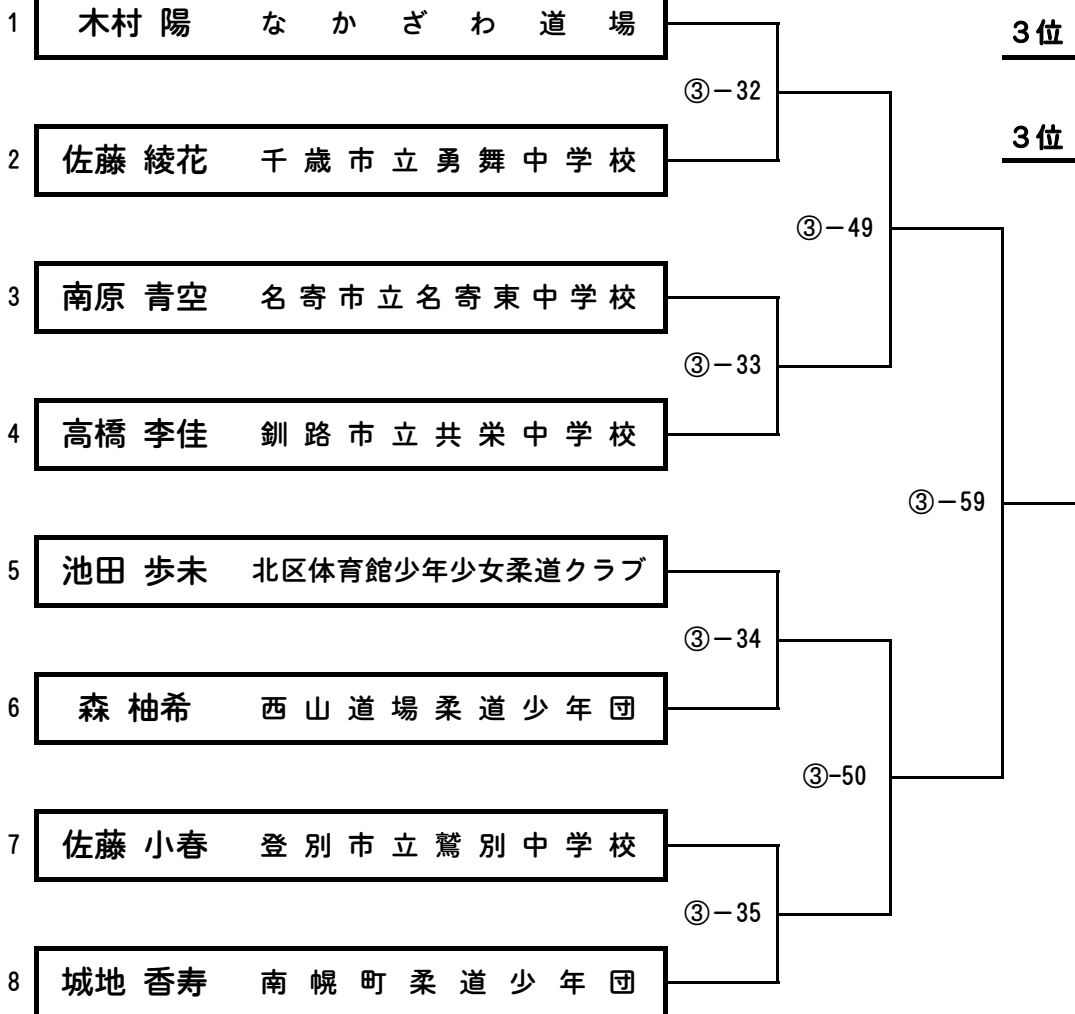 1 木村 陽 なかざわ道場
3位
③－32
2 佐藤 綾花 千歳市立勇舞中学校
3位
③－49
3 南原 青空 名寄市立名寄東中学校
③－33
4 高橋 李佳 釧路市立共栄中学校
③－59
5 池田 歩未 北区体育館少年少女柔道クラブ
③－34
6 森 柚希 西山道場柔道少年団
③-50
7 佐藤 小春 登別市立鷲別中学校
③－35
8 城地 香寿 南幌町柔道少年団